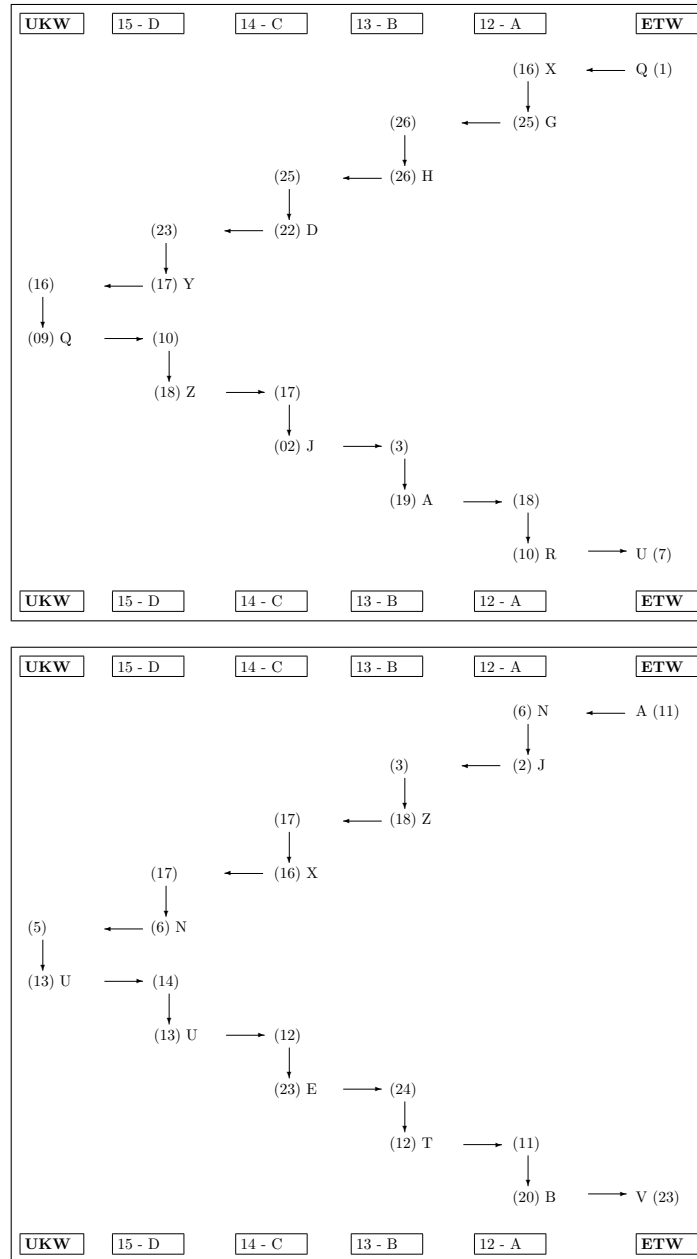 UKW 15 - D 14 - C 13 - B 12 - A ETW
(16) X Q (1)
(26) (25) G
(25) (26) H
(23) (22) D
(16) (17) Y
(09) Q (10)
(18) Z (17)
(02) J (3)
(19) A (18)
(10) R U (7)
UKW 15 - D 14 - C 13 - B 12 - A ETW
UKW 15 - D 14 - C 13 - B 12 - A ETW
(6) N A (11)
(3) (2) J
(17) (18) Z
(17) (16) X
(5) (6) N
(13) U (14)
(13) U (12)
(23) E (24)
(12) T (11)
(20) B V (23)
UKW 15 - D 14 - C 13 - B 12 - A ETW